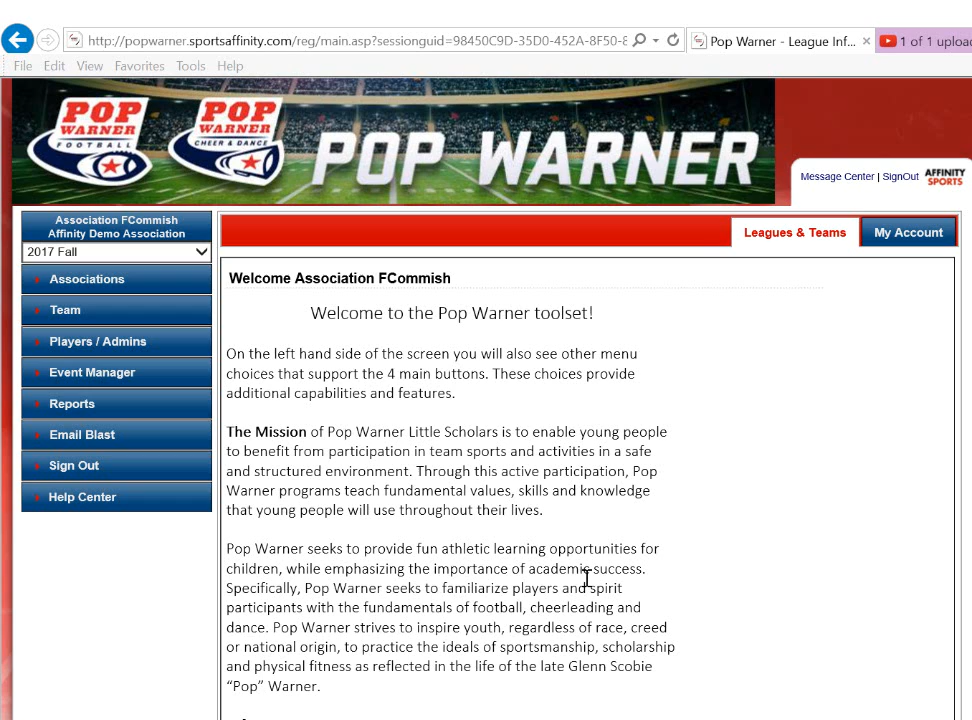 http://popwarner.sportsaffinity.com/reg/main.asp?sessionguid=98450C9D-35D0-452A-8F50-8
Pop Warner - League Inf...
1 of 1 uploa
File Edit View Favorites Tools Help
POP WARNER FOOTBALL
POP WARNER CHEER & DANCE
POP WARNER
Message Center | SignOut
AFFINITY SPORTS
Association FCommish
Affinity Demo Association
2017 Fall
Associations
Team
Players / Admins
Event Manager
Reports
Email Blast
Sign Out
Help Center
Leagues & Teams
My Account
Welcome Association FCommish
Welcome to the Pop Warner toolset!
On the left hand side of the screen you will also see other menu
choices that support the 4 main buttons. These choices provide
additional capabilities and features.
The Mission of Pop Warner Little Scholars is to enable young people
to benefit from participation in team sports and activities in a safe
and structured environment. Through this active participation, Pop
Warner programs teach fundamental values, skills and knowledge
that young people will use throughout their lives.
Pop Warner seeks to provide fun athletic learning opportunities for
children, while emphasizing the importance of academic success.
Specifically, Pop Warner seeks to familiarize players and spirit
participants with the fundamentals of football, cheerleading and
dance. Pop Warner strives to inspire youth, regardless of race, creed
or national origin, to practice the ideals of sportsmanship, scholarship
and physical fitness as reflected in the life of the late Glenn Scobie
“Pop” Warner.